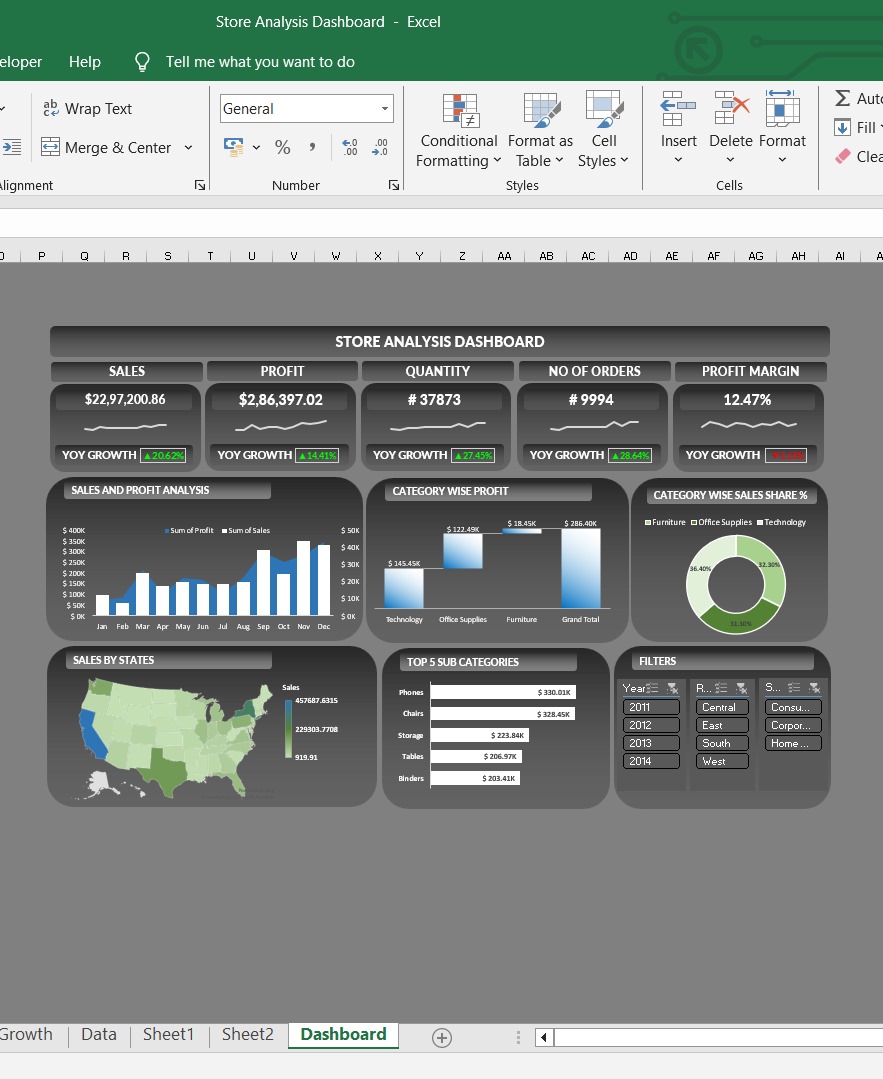 Store Analysis Dashboard - Excel
eloper Help Tell me what you want to do
ab Wrap Text General Conditional Formatting Format as Table Cell Styles Insert Delete Format Σ Auto
Merge & Center % , .00 Fill
Clea
lignment Number Styles Cells
P Q R S T U V W X Y Z AA AB AC AD AE AF AG AH AI
STORE ANALYSIS DASHBOARD
SALES PROFIT QUANTITY NO OF ORDERS PROFIT MARGIN
$22,97,200.86 $2,86,397.02 # 37873 # 9994 12.47%
YOY GROWTH ▲20.62% YOY GROWTH ▲14.41% YOY GROWTH ▲27.45% YOY GROWTH ▲28.64% YOY GROWTH
SALES AND PROFIT ANALYSIS
Sum of Profit Sum of Sales
$ 400K
$ 350K
$ 300K
$ 250K
$ 200K
$ 150K
$ 100K
$ 50K
$ 0K
$ 50K
$ 40K
$ 30K
$ 20K
$ 10K
$ 0K
Jan Feb Mar Apr May Jun Jul Aug Sep Oct Nov Dec
CATEGORY WISE PROFIT
$ 145.45K $ 122.49K $ 18.45K $ 286.40K
Technology Office Supplies Furniture Grand Total
CATEGORY WISE SALES SHARE %
Furniture Office Supplies Technology
36.40% 32.30%
31.30%
SALES BY STATES
Sales
457687.6315
229303.7708
919.91
TOP 5 SUB CATEGORIES
Phones $ 330.01K
Chairs $ 328.45K
Storage $ 223.84K
Tables $ 206.97K
Binders $ 203.41K
FILTERS
Year R... S...
2011 Central Consu...
2012 East Corpor...
2013 South Home ...
2014 West
Growth Data Sheet1 Sheet2 Dashboard